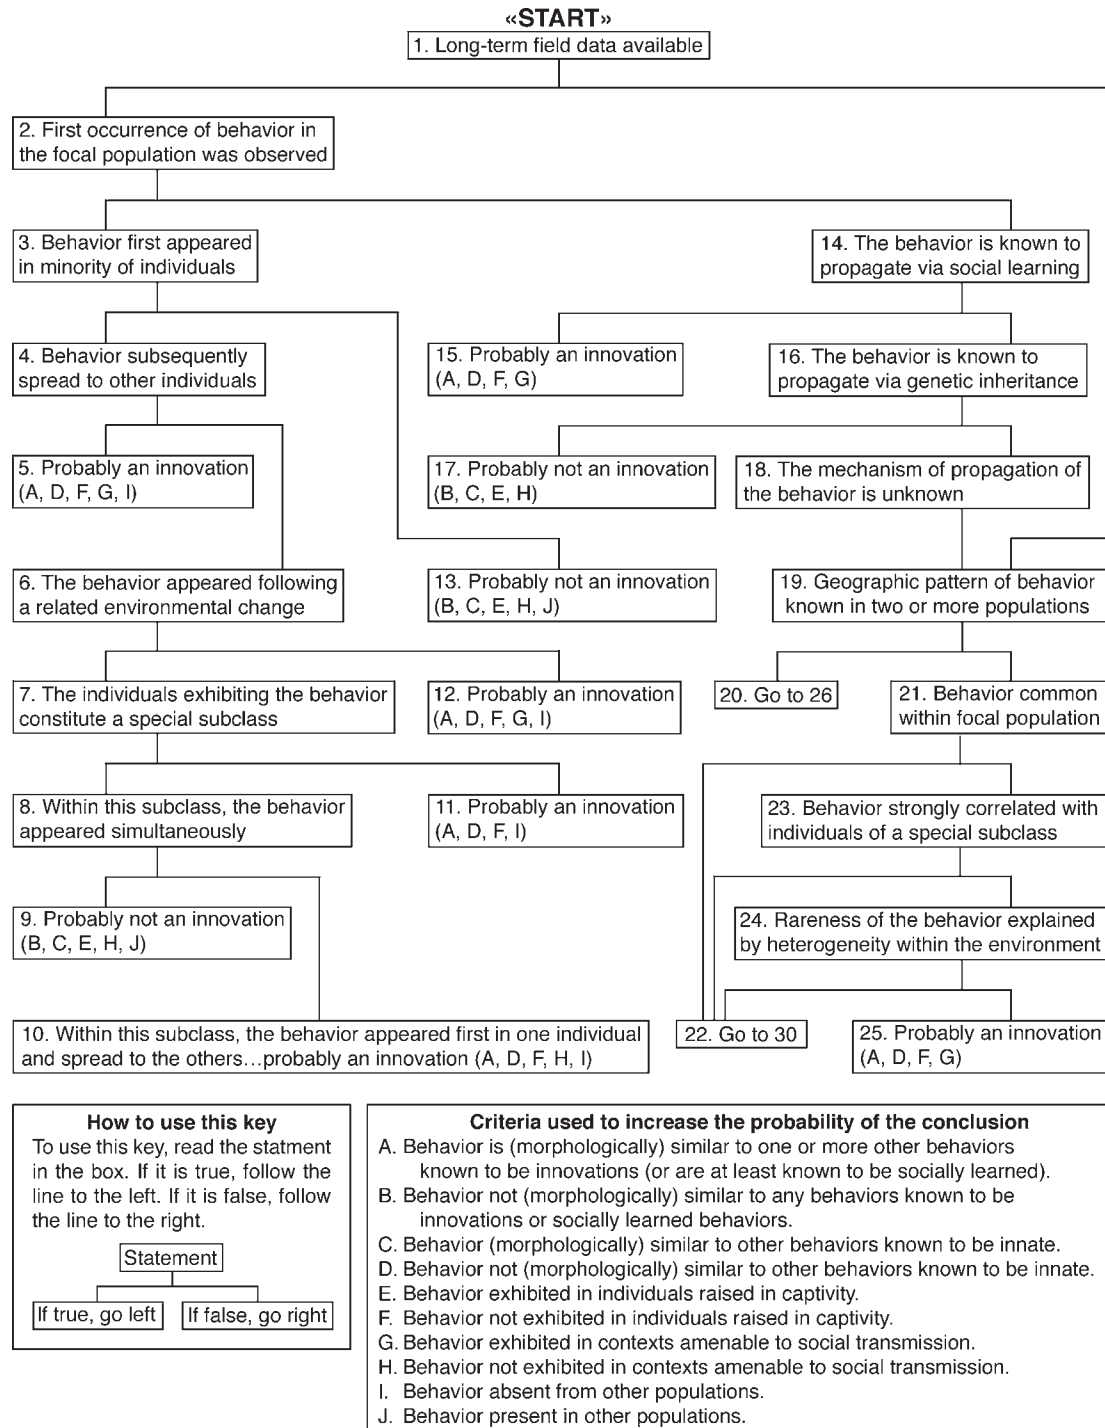 «START»
1. Long-term field data available
2. First occurrence of behavior in
the focal population was observed
3. Behavior first appeared
in minority of individuals
14. The behavior is known to
propagate via social learning
4. Behavior subsequently
spread to other individuals
15. Probably an innovation
(A, D, F, G)
16. The behavior is known to
propagate via genetic inheritance
5. Probably an innovation
(A, D, F, G, I)
17. Probably not an innovation
(B, C, E, H)
18. The mechanism of propagation of
the behavior is unknown
6. The behavior appeared following
a related environmental change
13. Probably not an innovation
(B, C, E, H, J)
19. Geographic pattern of behavior
known in two or more populations
7. The individuals exhibiting the behavior
constitute a special subclass
12. Probably an innovation
(A, D, F, G, I)
20. Go to 26
21. Behavior common
within focal population
8. Within this subclass, the behavior
appeared simultaneously
11. Probably an innovation
(A, D, F, I)
23. Behavior strongly correlated with
individuals of a special subclass
9. Probably not an innovation
(B, C, E, H, J)
24. Rareness of the behavior explained
by heterogeneity within the environment
10. Within this subclass, the behavior appeared first in one individual
and spread to the others...probably an innovation (A, D, F, H, I)
22. Go to 30
25. Probably an innovation
(A, D, F, G)
How to use this key
To use this key, read the statment
in the box. If it is true, follow the
line to the left. If it is false, follow
the line to the right.
Statement
If true, go left
If false, go right
Criteria used to increase the probability of the conclusion
A. Behavior is (morphologically) similar to one or more other behaviors
known to be innovations (or are at least known to be socially learned).
B. Behavior not (morphologically) similar to any behaviors known to be
innovations or socially learned behaviors.
C. Behavior (morphologically) similar to other behaviors known to be innate.
D. Behavior not (morphologically) similar to other behaviors known to be innate.
E. Behavior exhibited in individuals raised in captivity.
F. Behavior not exhibited in individuals raised in captivity.
G. Behavior exhibited in contexts amenable to social transmission.
H. Behavior not exhibited in contexts amenable to social transmission.
I. Behavior absent from other populations.
J. Behavior present in other populations.